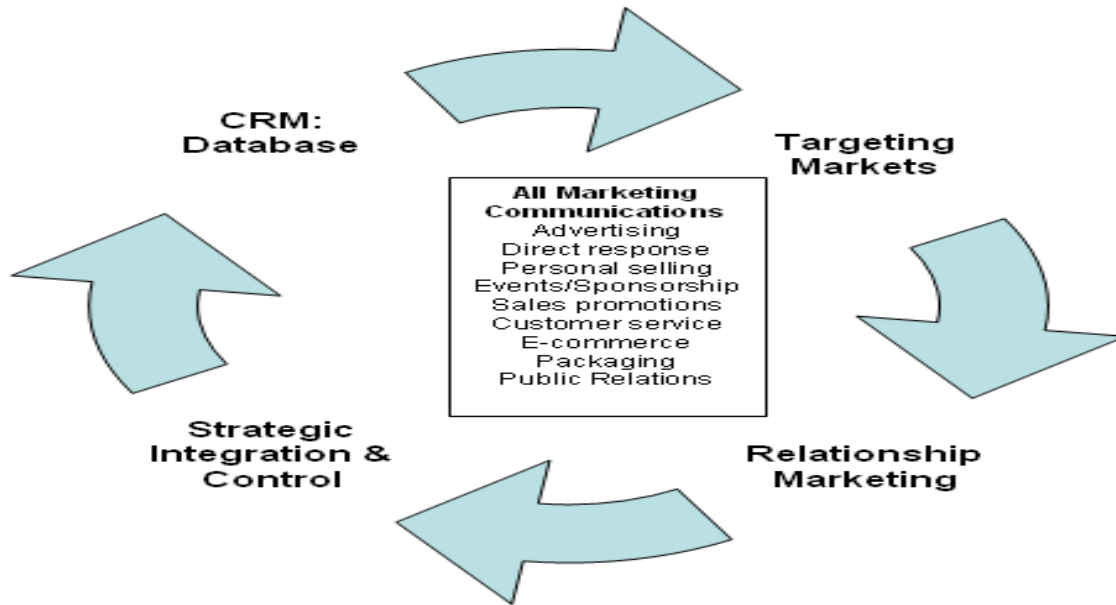 CRM:
Database
Targeting
Markets
All Marketing
Communications
Advertising
Direct response
Personal selling
Events/Sponsorship
Sales promotions
Customer service
E-commerce
Packaging
Public Relations
Strategic
Integration &
Control
Relationship
Marketing